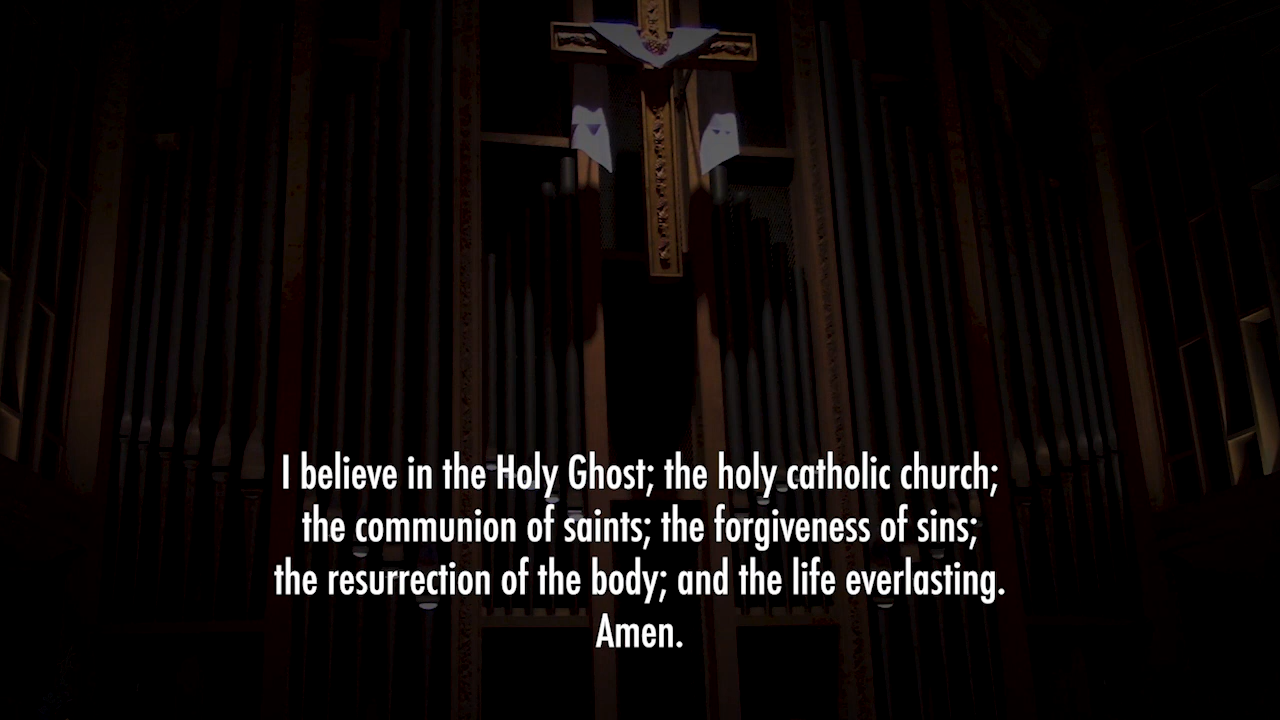 I believe in the Holy Ghost; the holy catholic church;
the communion of saints; the forgiveness of sins;
the resurrection of the body; and the life everlasting.
Amen.